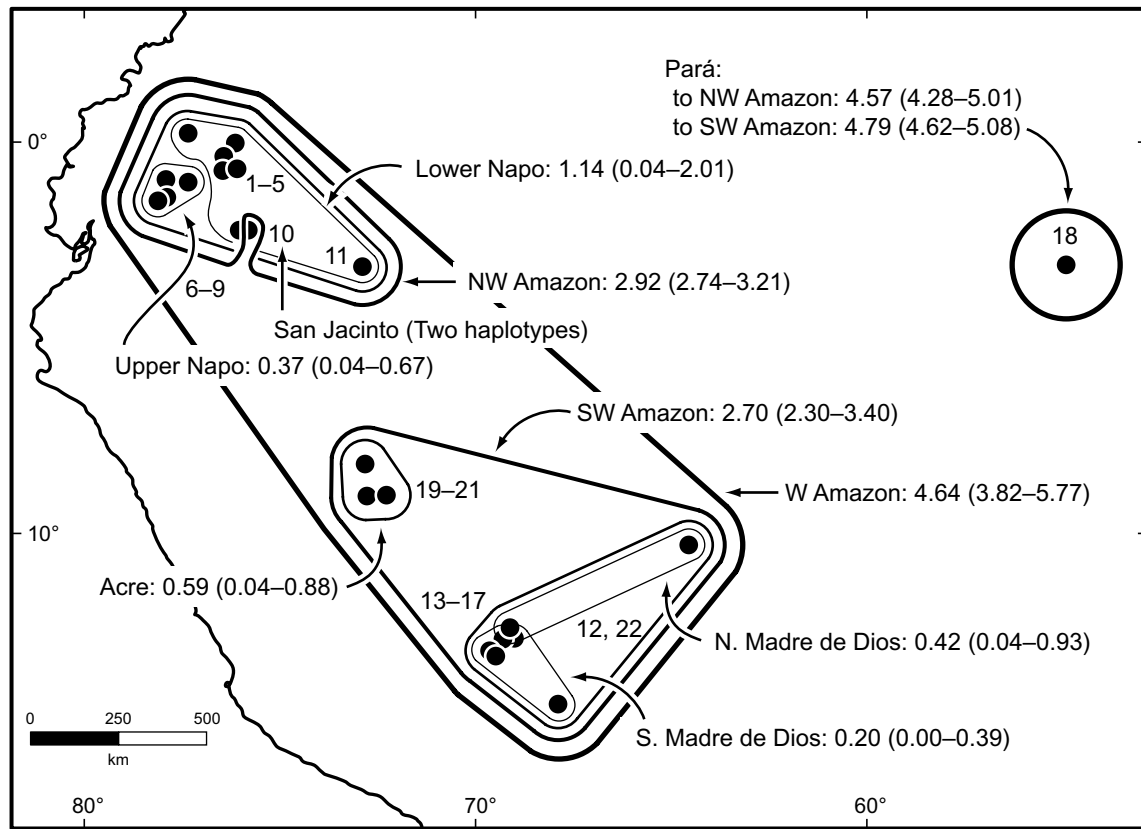 Pará:
to NW Amazon: 4.57 (4.28–5.01)
to SW Amazon: 4.79 (4.62–5.08)
0°
Lower Napo: 1.14 (0.04–2.01)
1–5
18
10
11
6–9
NW Amazon: 2.92 (2.74–3.21)
San Jacinto (Two haplotypes)
Upper Napo: 0.37 (0.04–0.67)
SW Amazon: 2.70 (2.30–3.40)
19–21
W Amazon: 4.64 (3.82–5.77)
10°
Acre: 0.59 (0.04–0.88)
13–17
12, 22
N. Madre de Dios: 0.42 (0.04–0.93)
0 250 500
km
S. Madre de Dios: 0.20 (0.00–0.39)
80° 70° 60°